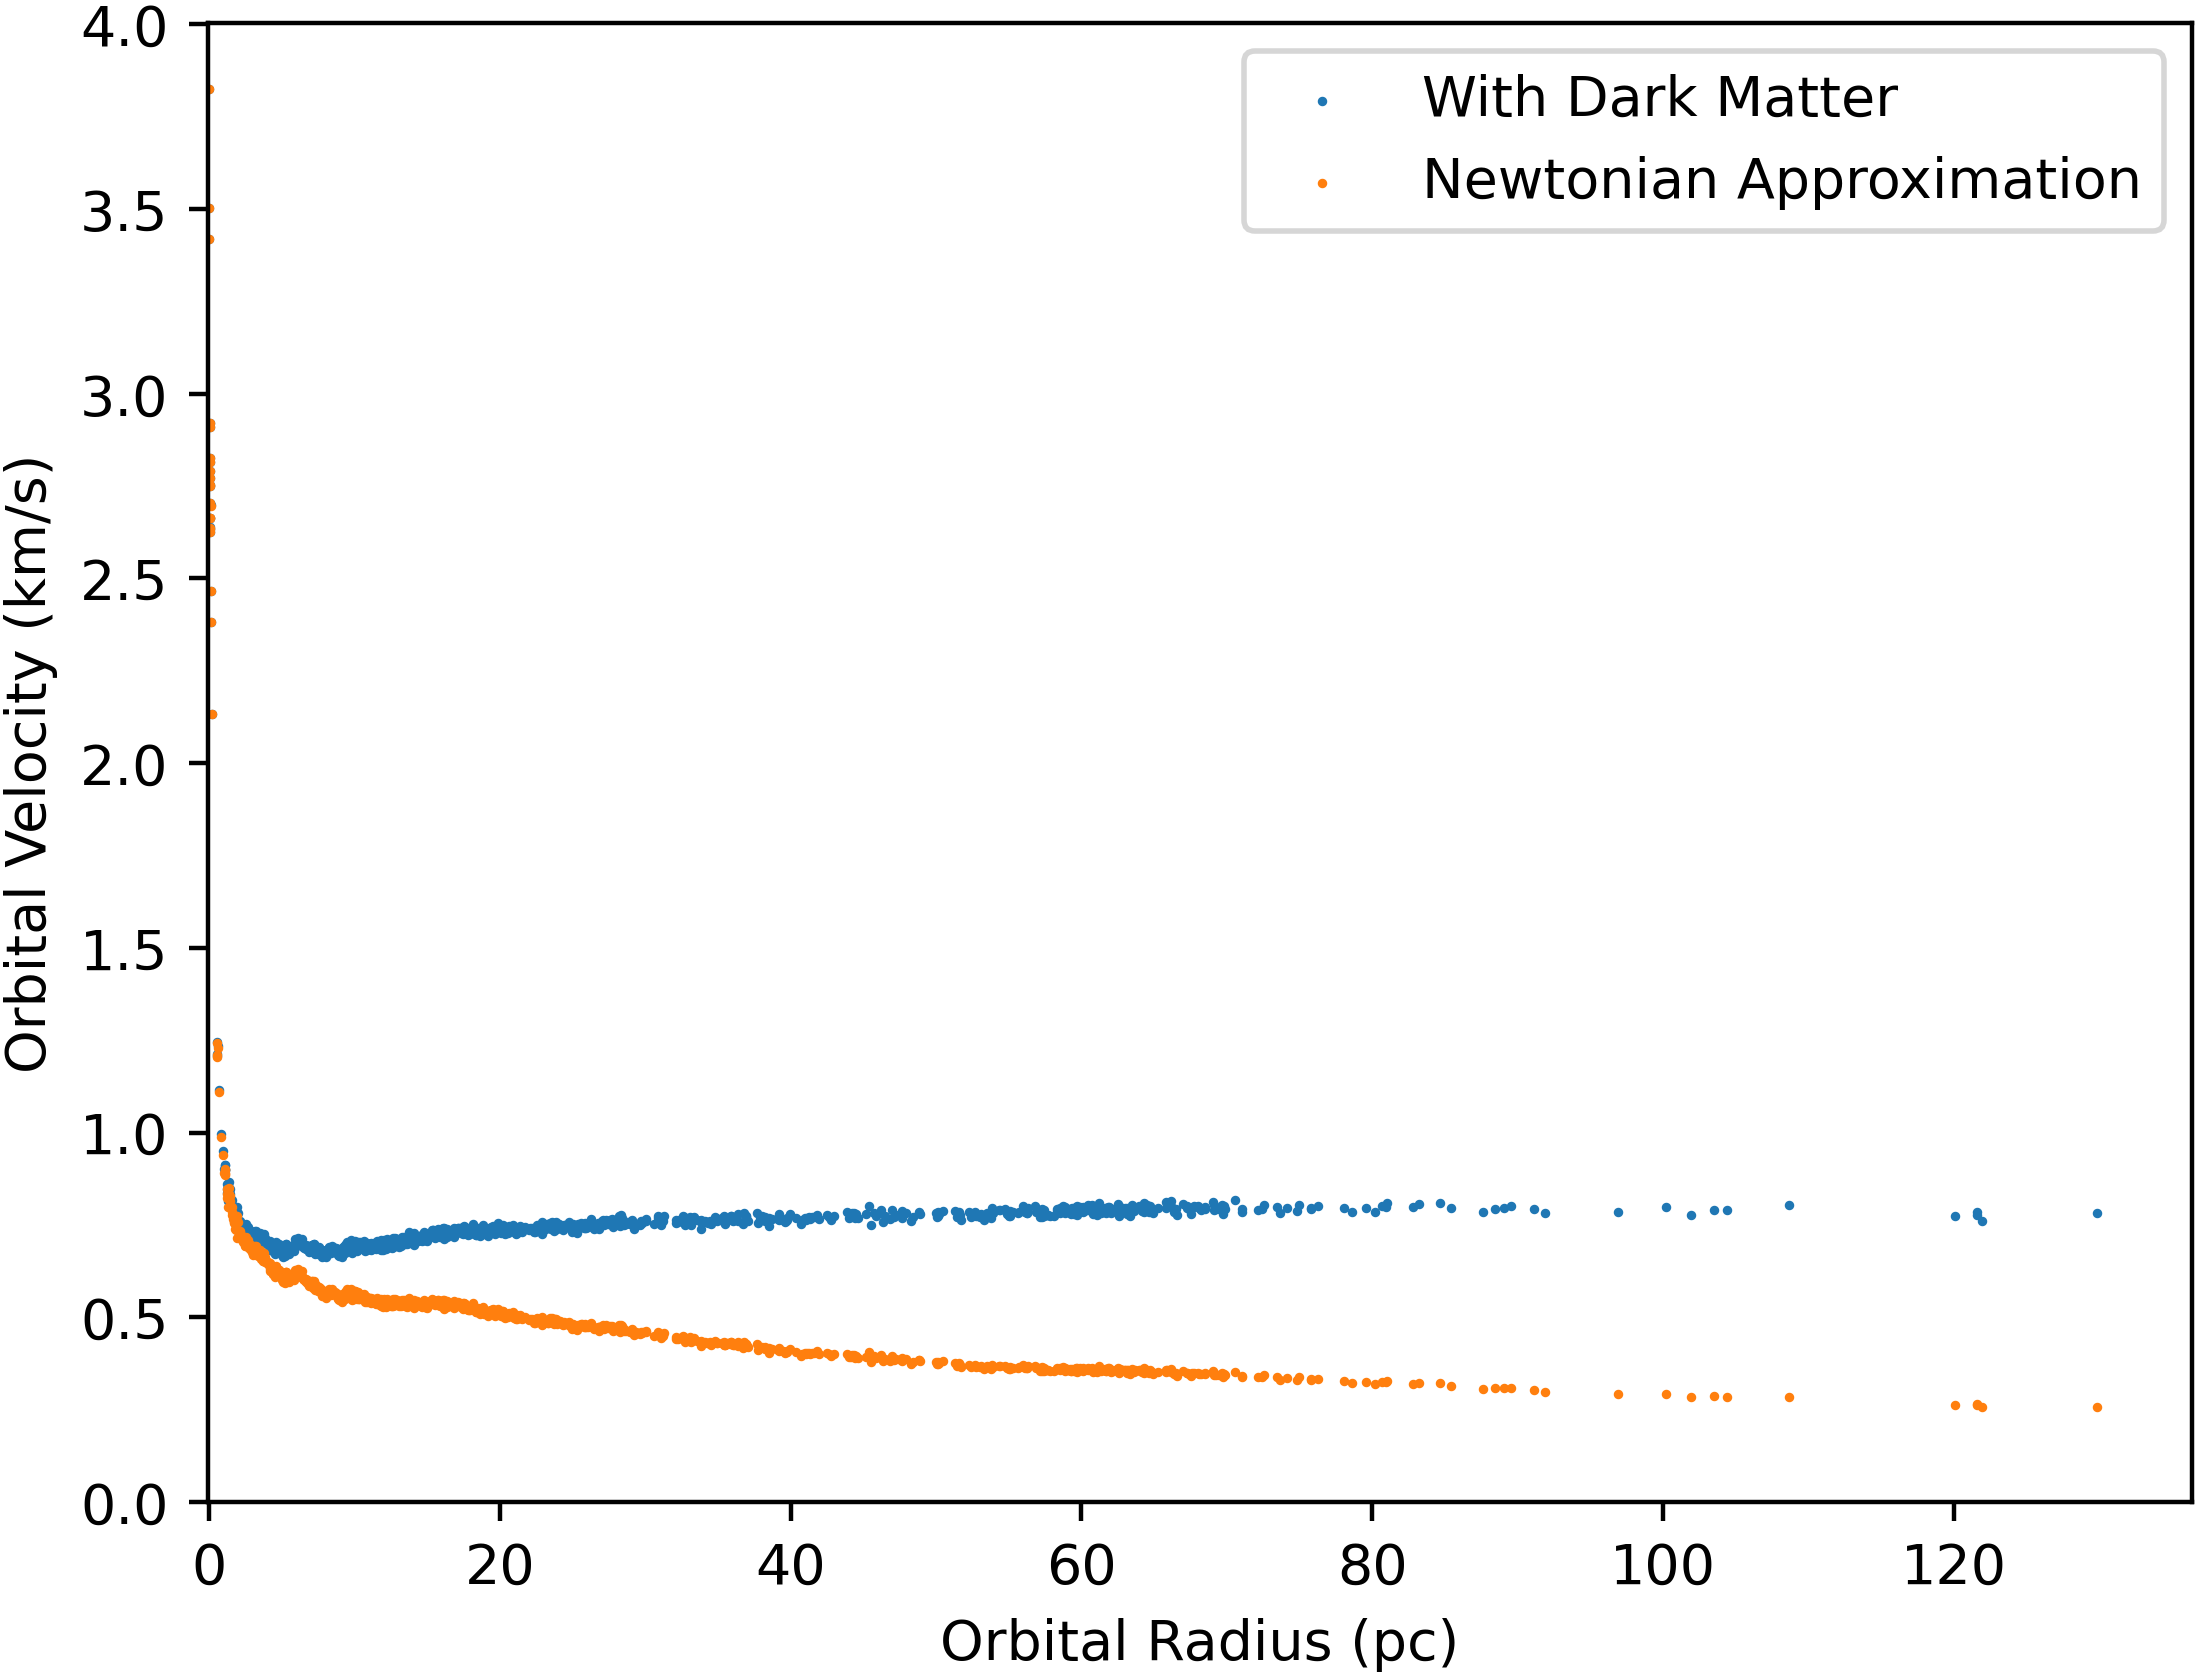 4.0
3.5
3.0
2.5
2.0
1.5
1.0
0.5
0.0
Orbital Velocity (km/s)
With Dark Matter
Newtonian Approximation
0 20 40 60 80 100 120
Orbital Radius (pc)